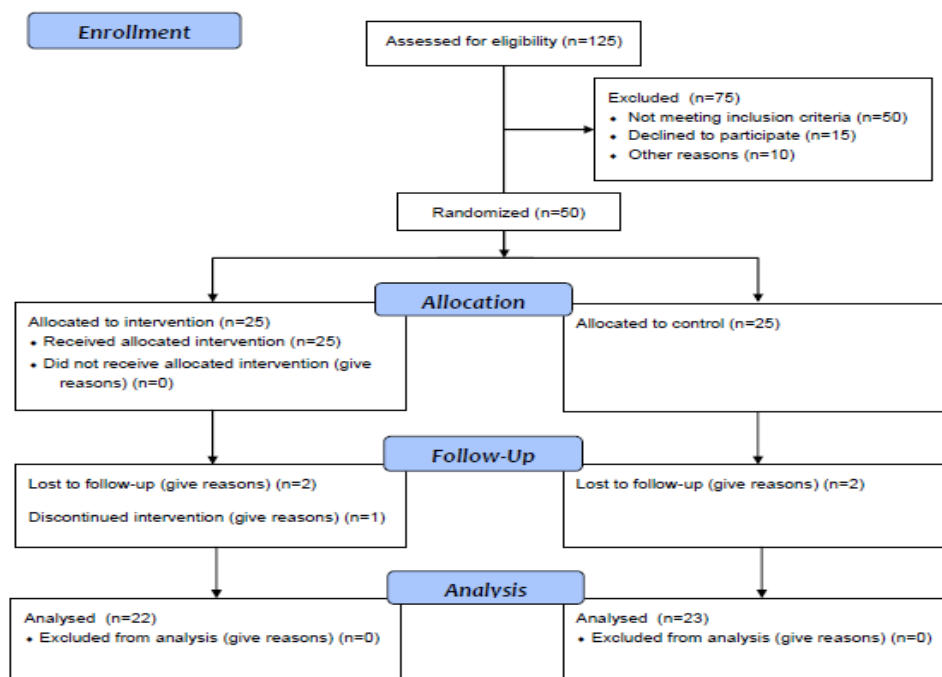 Enrollment
Assessed for eligibility (n=125)
Excluded (n=75)
• Not meeting inclusion criteria (n=50)
• Declined to participate (n=15)
• Other reasons (n=10)
Randomized (n=50)
Allocation
Allocated to intervention (n=25)
• Received allocated intervention (n=25)
• Did not receive allocated intervention (give
reasons) (n=0)
Allocated to control (n=25)
Follow-Up
Lost to follow-up (give reasons) (n=2)
Discontinued intervention (give reasons) (n=1)
Lost to follow-up (give reasons) (n=2)
Analysis
Analysed (n=22)
• Excluded from analysis (give reasons) (n=0)
Analysed (n=23)
• Excluded from analysis (give reasons) (n=0)